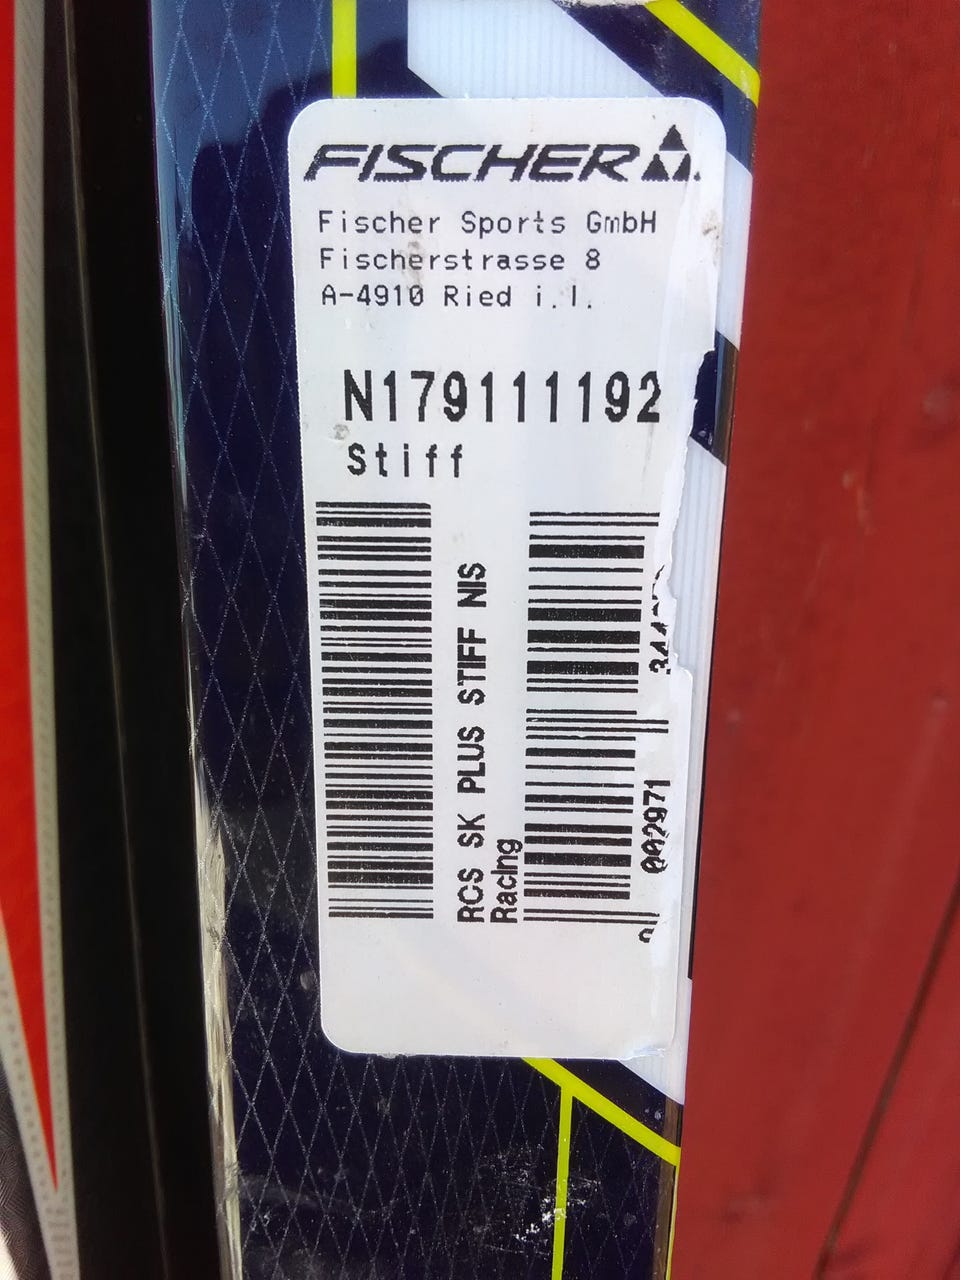 FISCHER
Fischer Sports GmbH
Fischerstrasse 8
A-4910 Ried i.I.
N179111192
Stiff
RCS SK PLUS STIFF NIS
Racing
002971